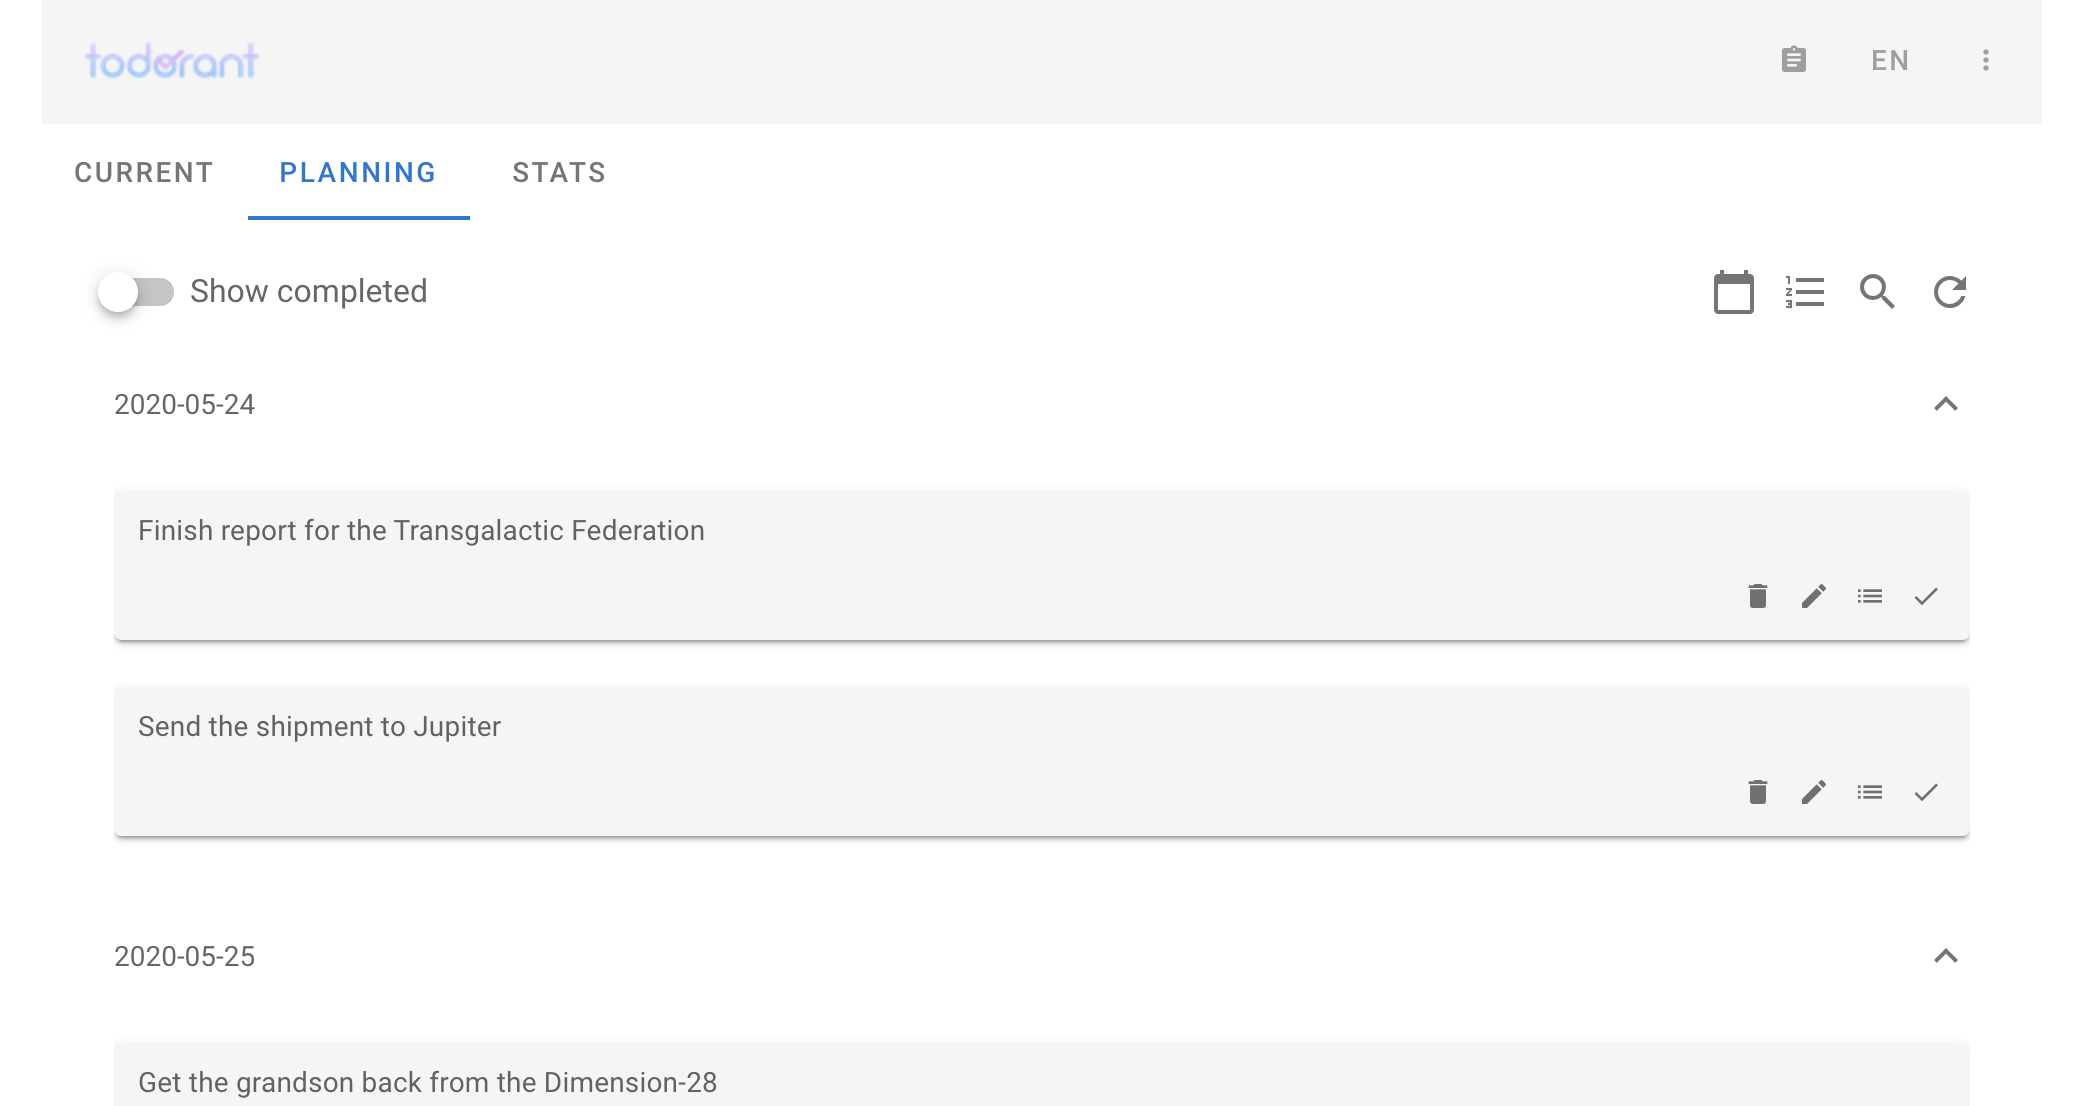 todorant
EN
CURRENT PLANNING STATS
Show completed
2020-05-24
Finish report for the Transgalactic Federation
Send the shipment to Jupiter
2020-05-25
Get the grandson back from the Dimension-28